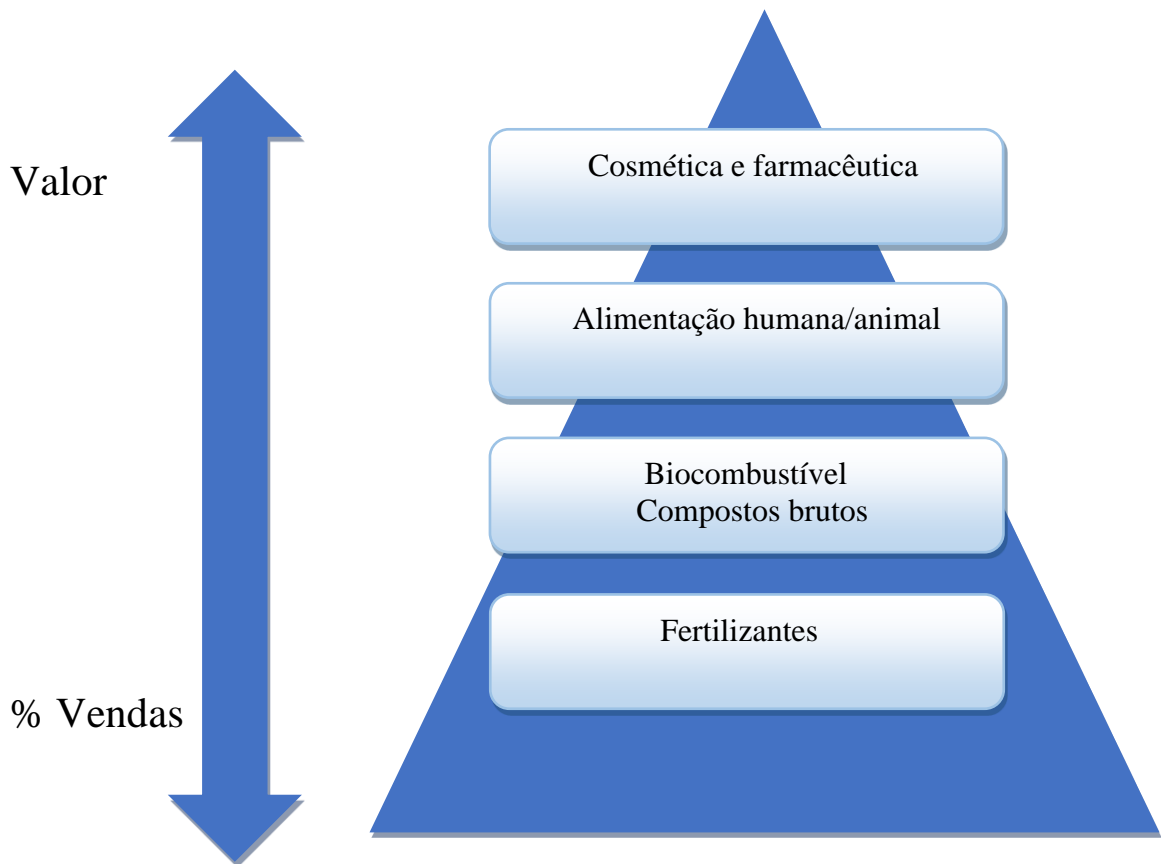 Cosmética e farmacêutica
Valor
Alimentação humana/animal
Biocombustível
Compostos brutos
Fertilizantes
% Vendas